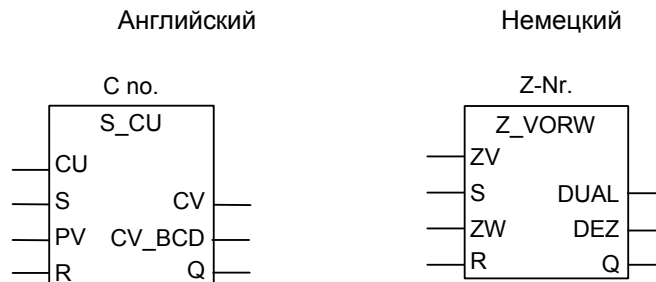 Английский Немецкий
C no. Z-Nr.
S_CU Z_VORW
CU ZV
S CV S DUAL
PV CV_BCD ZW DEZ
R Q R Q